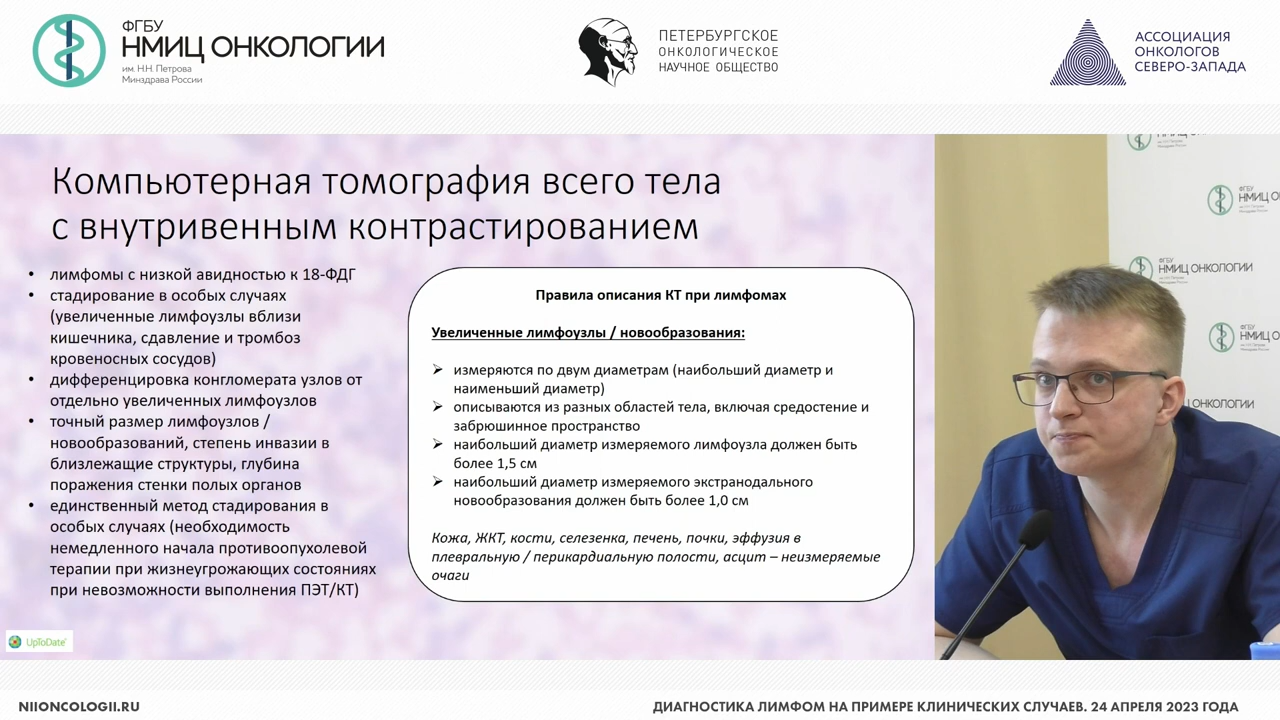 ФГБУ
НМИЦ ОНКОЛОГИИ
им. Н.Н. Петрова
Минздрава России
ПЕТЕРБУРГСКОЕ
ОНКОЛОГИЧЕСКОЕ
НАУЧНОЕ ОБЩЕСТВО
АССОЦИАЦИЯ
ОНКОЛОГОВ
СЕВЕРО-ЗАПАДА
Компьютерная томография всего тела
с внутривенным контрастированием
• лимфомы с низкой авидностью к 18-ФДГ
• стадирование в особых случаях
(увеличенные лимфоузлы вблизи
кишечника, сдавление и тромбоз
кровеносных сосудов)
• дифференцировка конгломерата узлов от
отдельно увеличенных лимфоузлов
• точный размер лимфоузлов /
новообразований, степень инвазии в
близлежащие структуры, глубина
поражения стенки полых органов
• единственный метод стадирования в
особых случаях (необходимость
немедленного начала противоопухолевой
терапии при жизнеугрожающих состояниях
при невозможности выполнения ПЭТ/КТ)
Правила описания КТ при лимфомах
Увеличенные лимфоузлы / новообразования:
➢ измеряются по двум диаметрам (наибольший диаметр и
наименьший диаметр)
➢ описываются из разных областей тела, включая средостение и
забрюшинное пространство
➢ наибольший диаметр измеряемого лимфоузла должен быть
более 1,5 см
➢ наибольший диаметр измеряемого экстранодального
новообразования должен быть более 1,0 см
Кожа, ЖКТ, кости, селезенка, печень, почки, эффузия в
плевральную / перикардиальную полости, асцит – неизмеряемые
очаги
UpToDate
ФГБУ
НМИЦ О
ФГБУ
НМИЦ ОНКОЛОГИИ
ФГБУ
НМИЦ О
НКОЛОГИИ
NIIONCOLOGII.RU
ДИАГНОСТИКА ЛИМФОМ НА ПРИМЕРЕ КЛИНИЧЕСКИХ СЛУЧАЕВ. 24 АПРЕЛЯ 2023 ГОДА